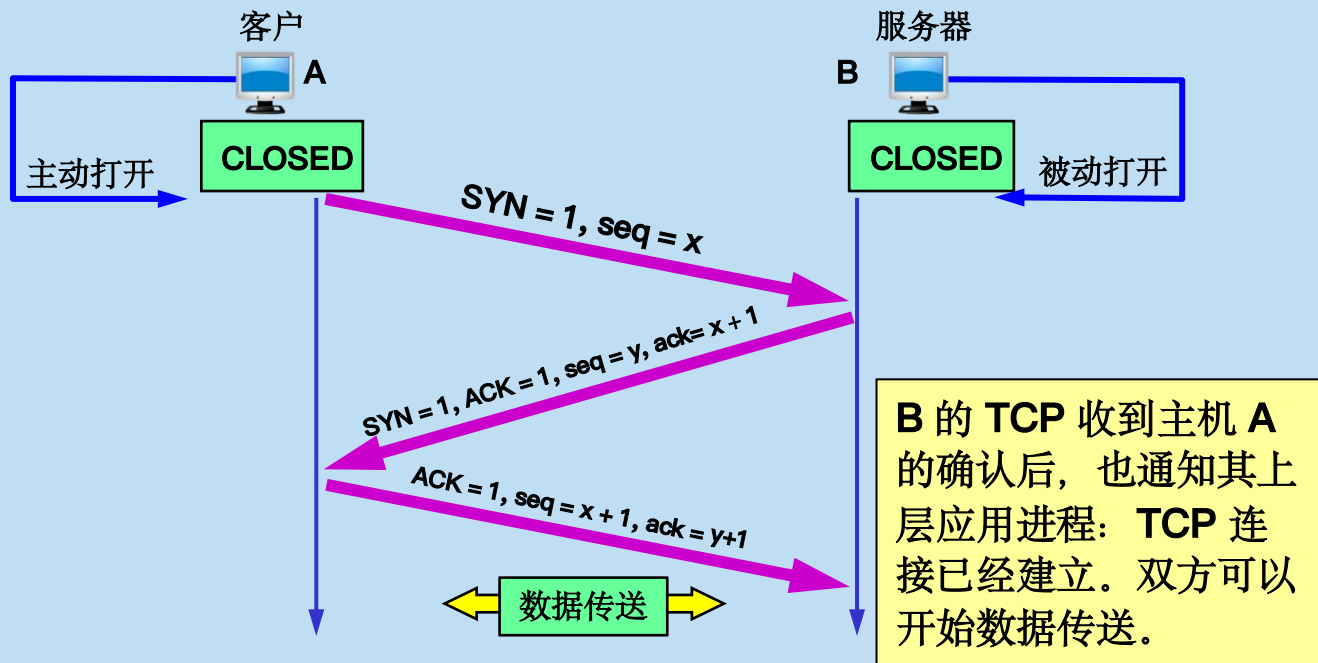 客户
服务器
A
B
CLOSED
CLOSED
主动打开
被动打开
SYN = 1, seq = x
SYN = 1, ACK = 1, seq = y, ack= x + 1
ACK = 1, seq = x + 1, ack = y+1
数据传送
B 的 TCP 收到主机 A
的确认后，也通知其上
层应用进程：TCP 连
接已经建立。双方可以
开始数据传送。